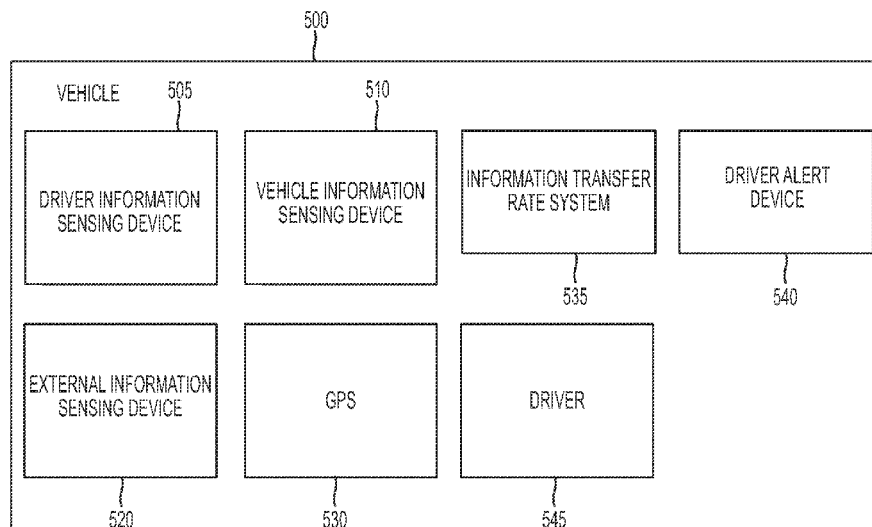 500
VEHICLE
505
510
DRIVER INFORMATION
SENSING DEVICE
VEHICLE INFORMATION
SENSING DEVICE
INFORMATION TRANSFER
RATE SYSTEM
DRIVER ALERT
DEVICE
535
540
EXTERNAL INFORMATION
SENSING DEVICE
GPS
DRIVER
520
530
545